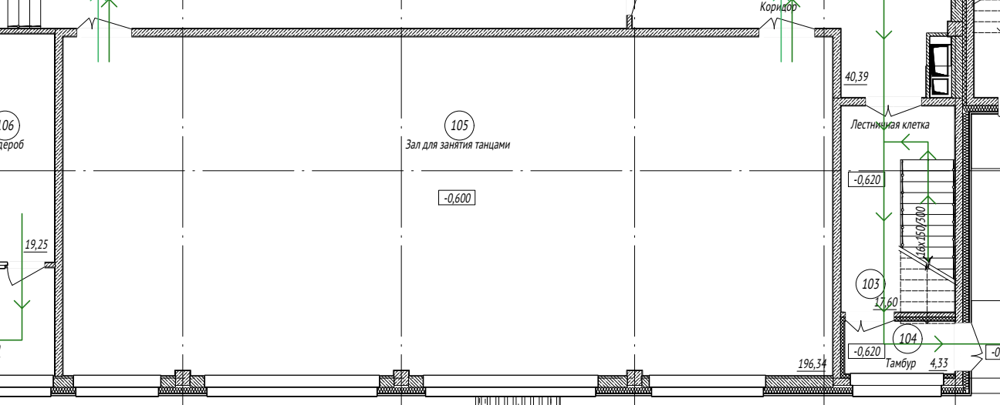 Коридор
40,39
106
105
Зал для занятия танцами
Лестничная клетка
-0,620
-0,600
19,25
16x150/300
103
17,60
104
-0,620
Тамбур
4,33
196,34